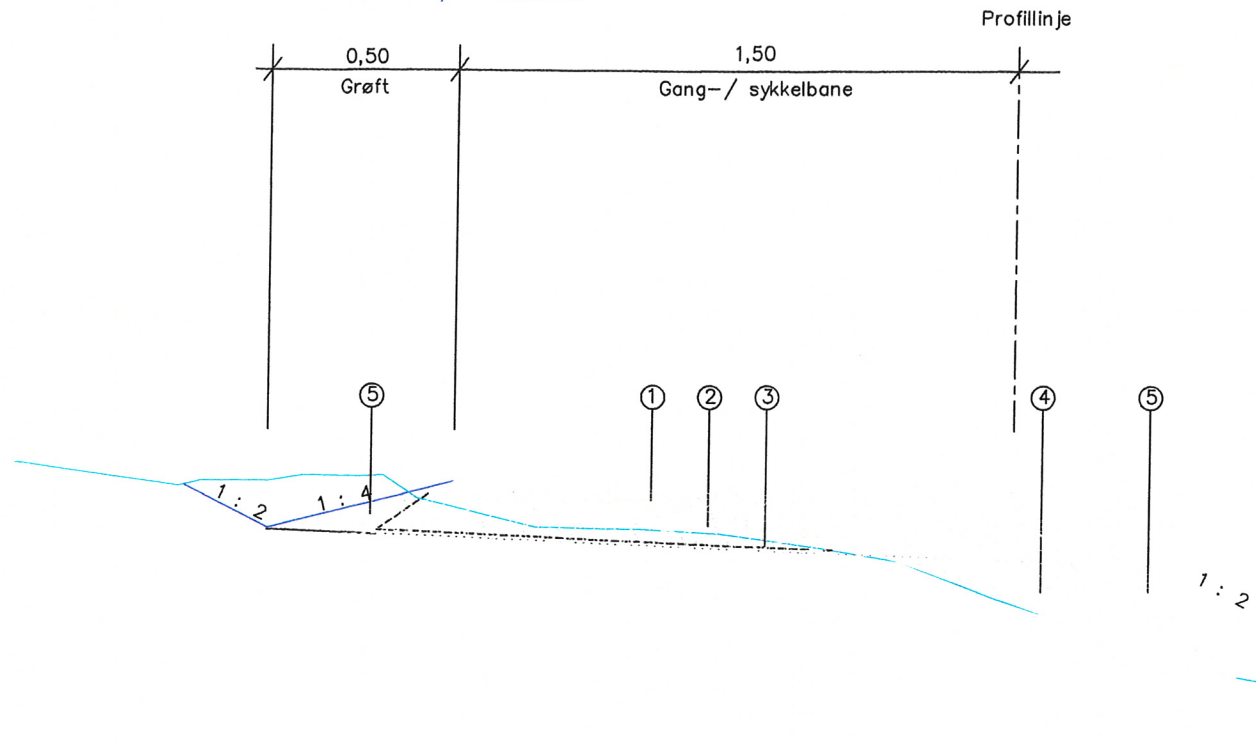 Profillinje
0,50
1,50
Grøft
Gang-/ sykkelbane
5
1
2
3
4
5
1 : 2
1 : 4
1 : 2